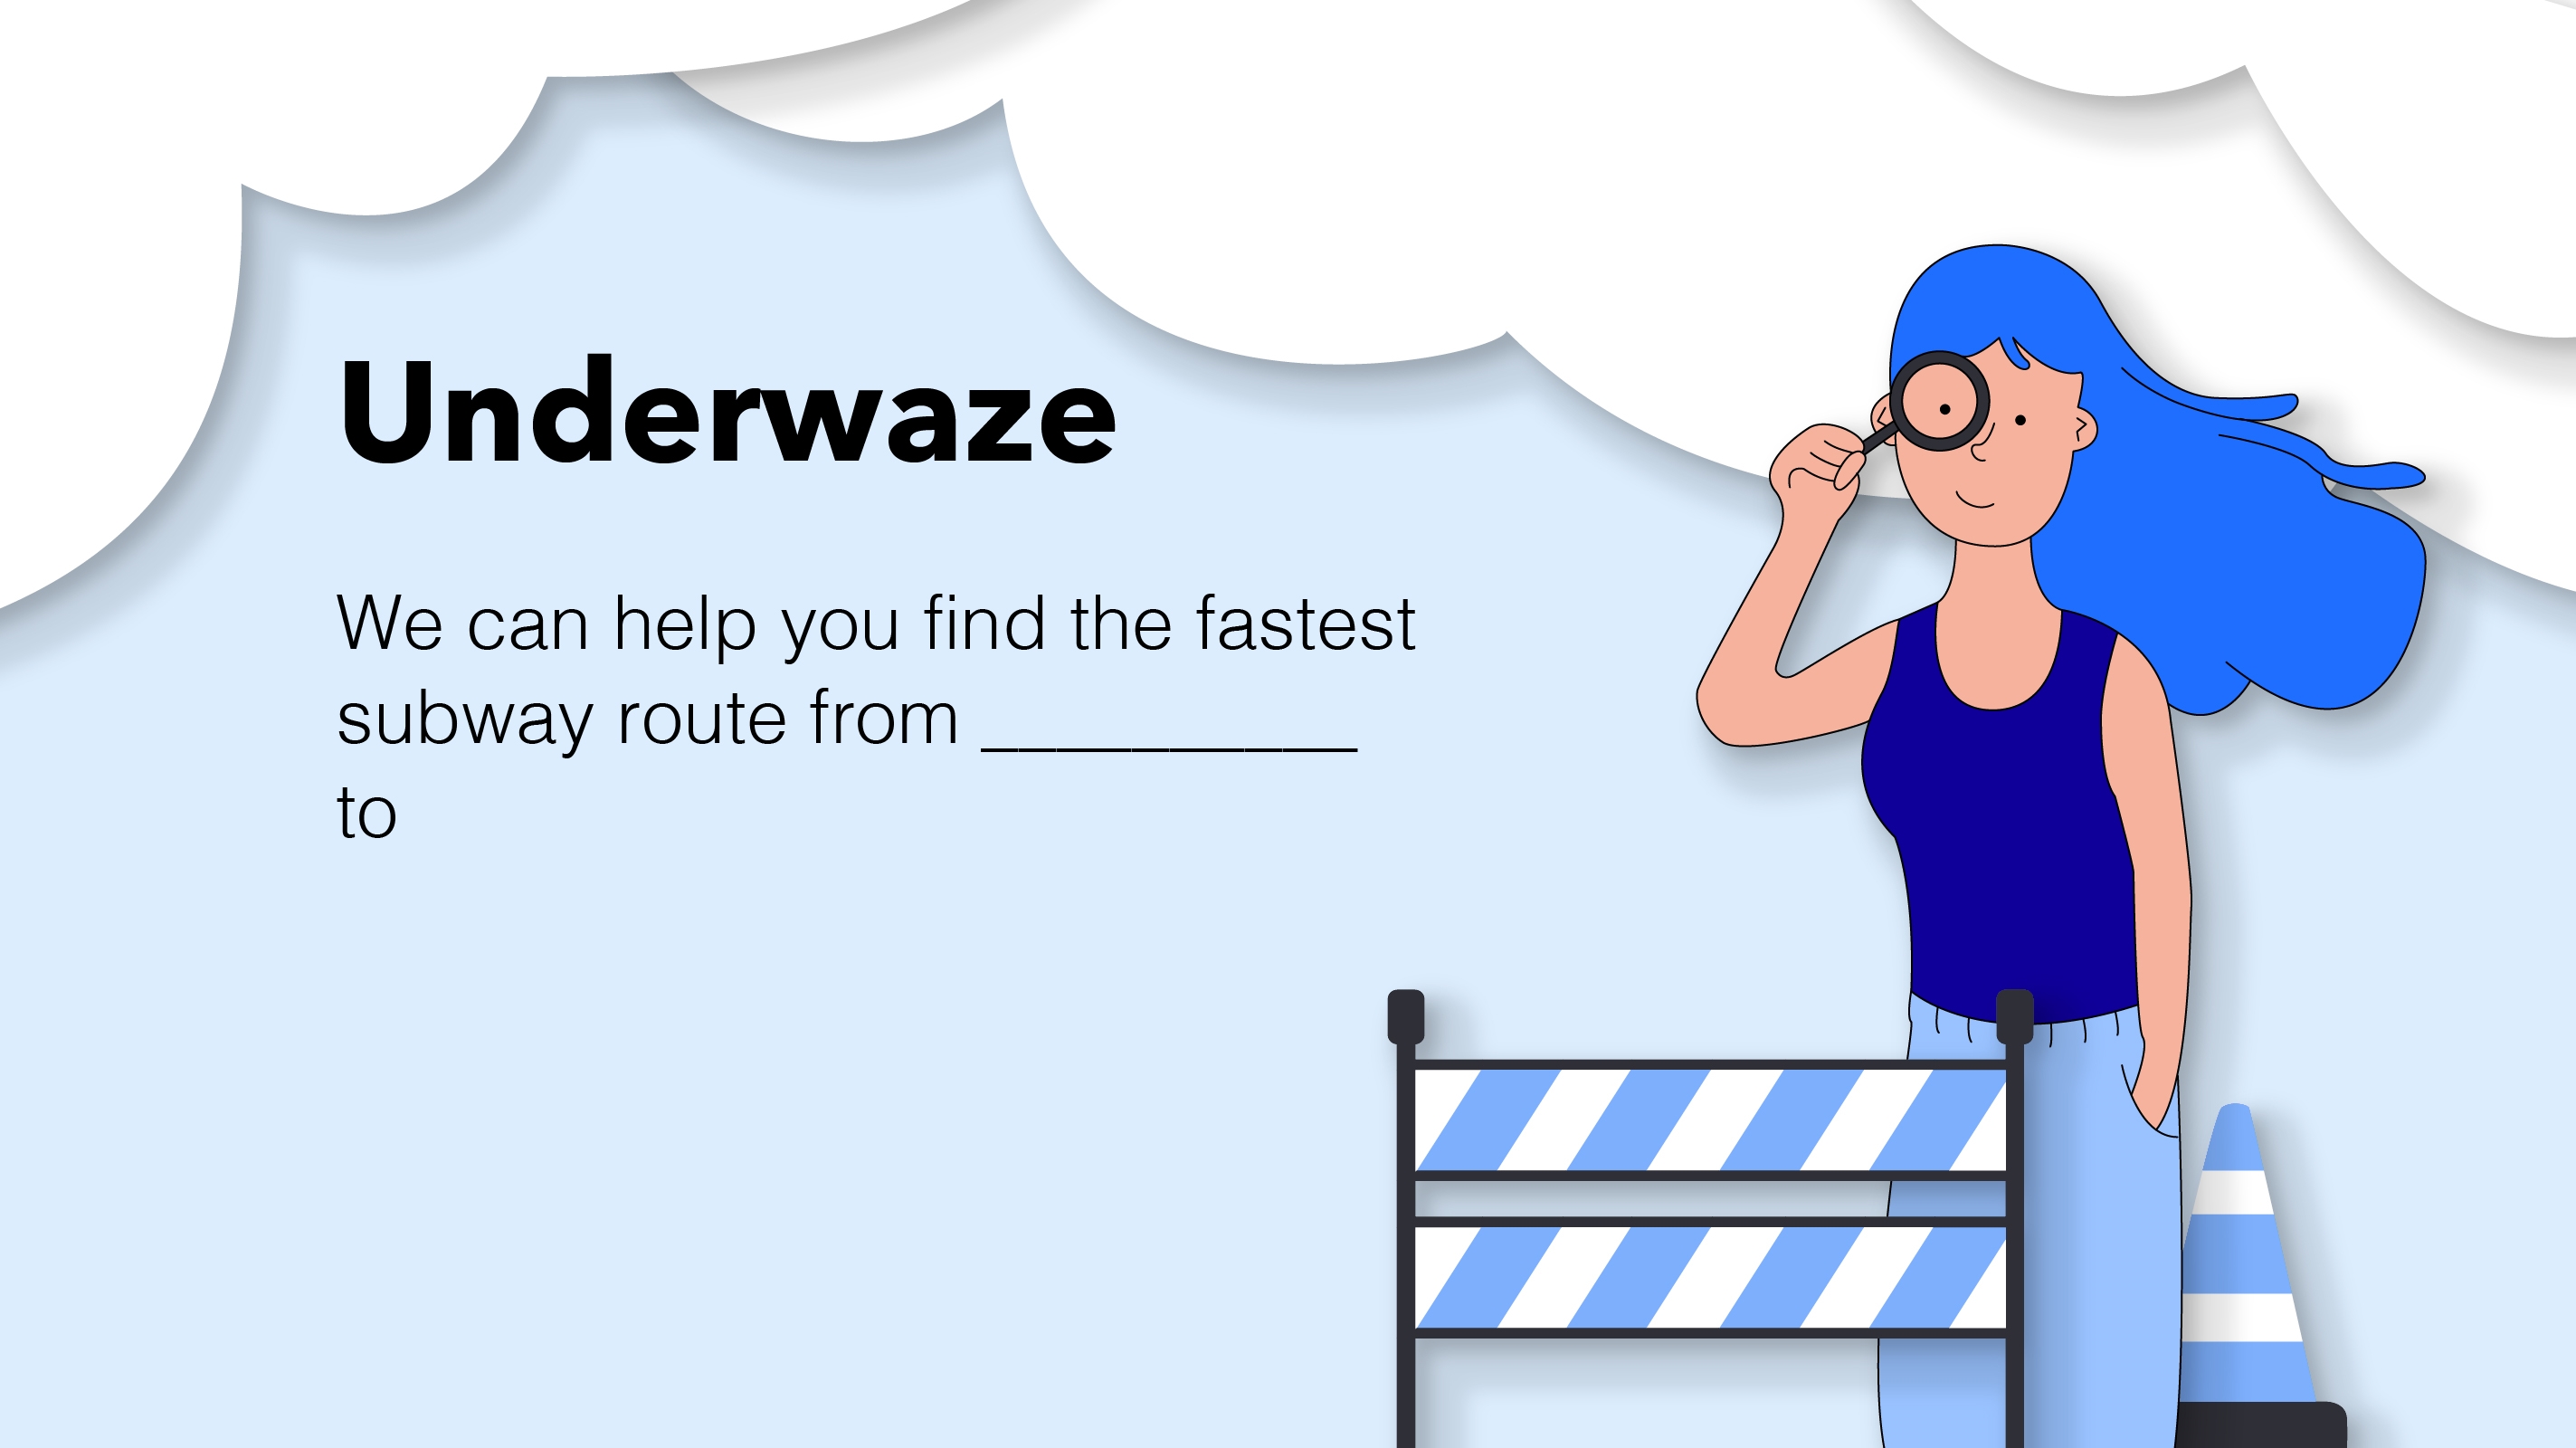 Underwaze
We can help you find the fastest
subway route from __________
to